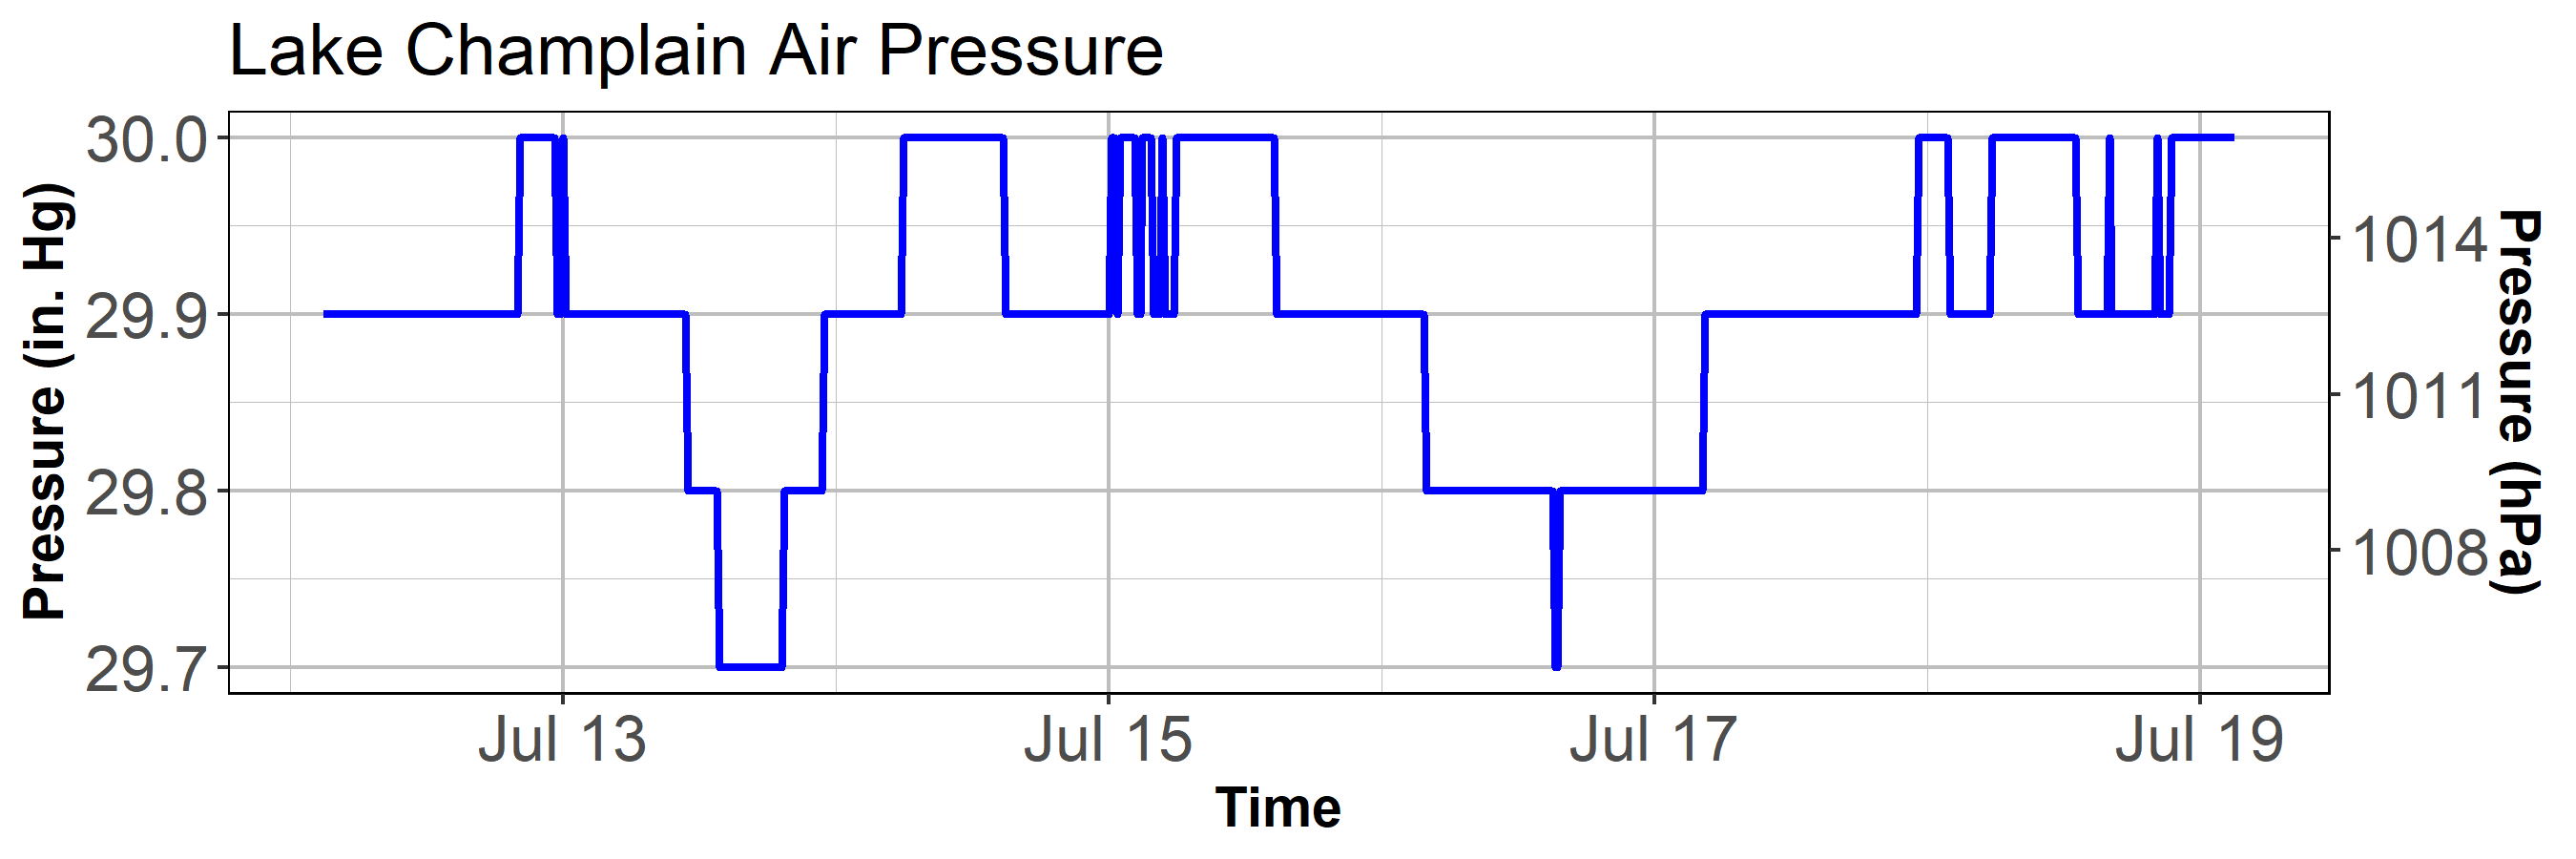 Lake Champlain Air Pressure
Pressure (in. Hg)
30.0
29.9
29.8
29.7
1014
1011
1008
Pressure (hPa)
Jul 13
Jul 15
Jul 17
Jul 19
Time